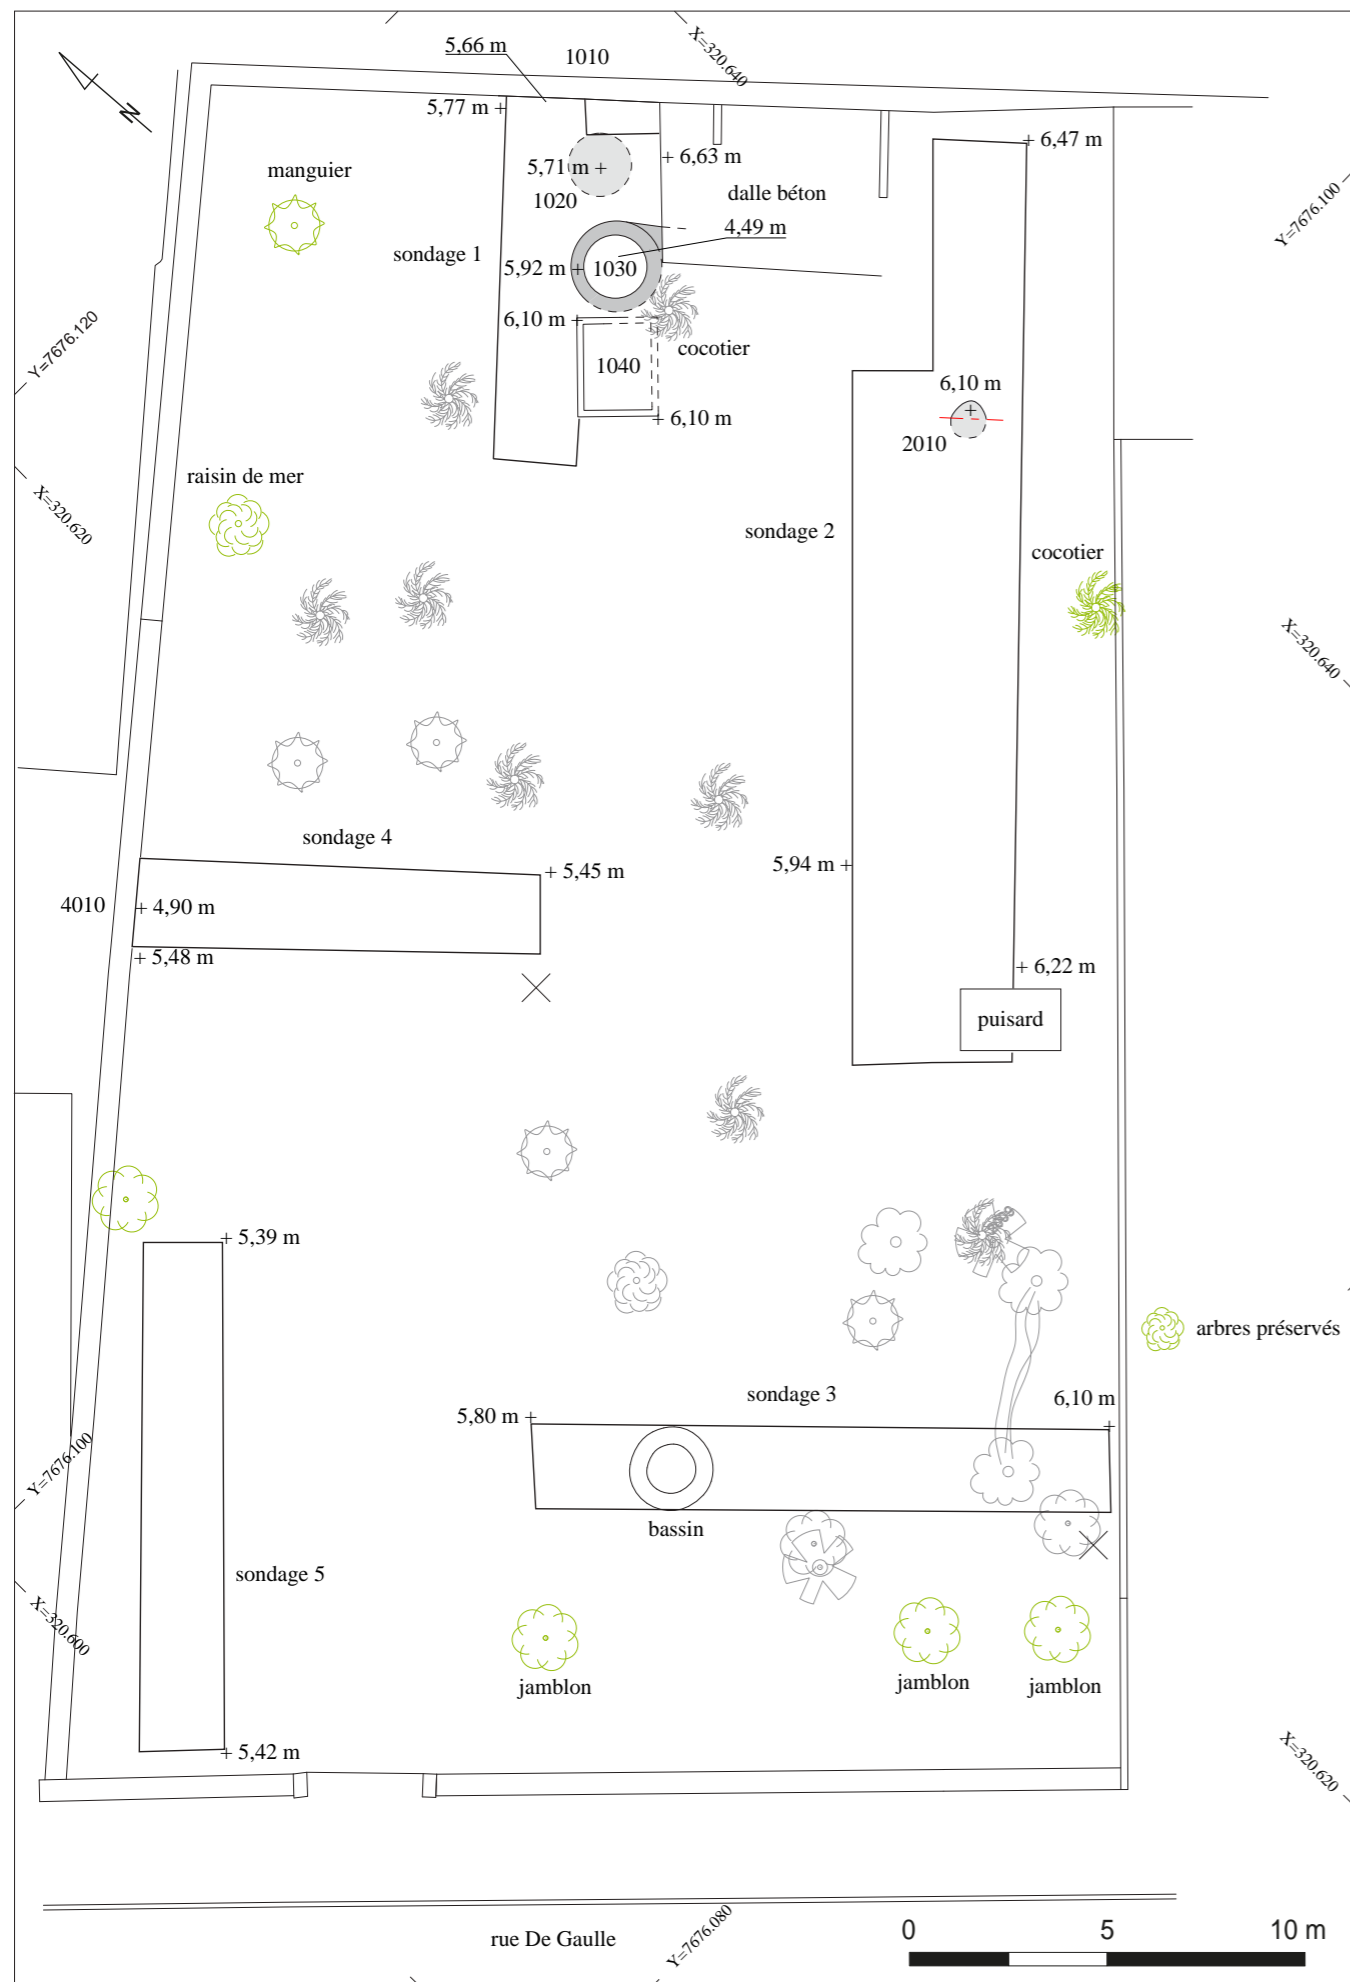 5,66 m
1010
X=320.640
N
5,77 m
6,63 m
6,47 m
manguier
5,71 m
1020
dalle béton
4,49 m
Y=7676.100
sondage 1
5,92 m
1030
6,10 m
cocotier
1040
6,10 m
Y=7676.120
6,10 m
2010
raisin de mer
X=320.620
sondage 2
cocotier
X=320.640
sondage 4
5,45 m
5,94 m
4010
4,90 m
5,48 m
6,22 m
puisard
5,39 m
arbres préservés
sondage 3
6,10 m
5,80 m
Y=7676.100
bassin
sondage 5
X=320.600
jamblon
jamblon
jamblon
5,42 m
X=320.620
rue De Gaulle
Y=7676.080
0 5 10 m